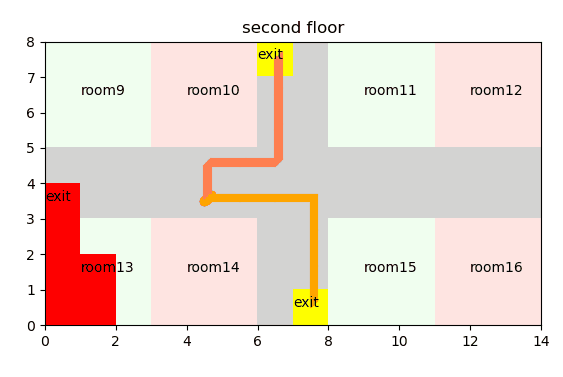 second floor
8
7
6
5
4
3
2
1
0
exit
room9
room10
room11
room12
exit
room13
room14
room15
room16
exit
0 2 4 6 8 10 12 14